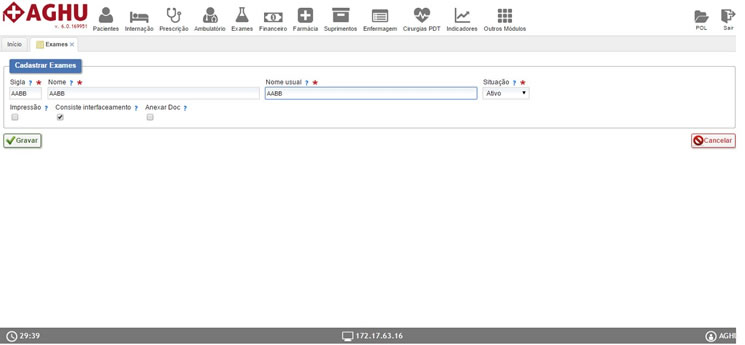 AGHU
v. 6.0.169951
Pacientes Internação Prescrição Ambulatório Exames Financeiro Farmácia Suprimentos Enfermagem Cirurgias PDT Indicadores Outros Módulos POL Sair
Início Exames
Cadastrar Exames
Sigla ? * Nome ? * Nome usual ? * Situação ? *
AABB AABB AABB Ativo
Impressão ? Consiste interfaceamento ? Anexar Doc ?
Gravar Cancelar
29:39 172.17.63.16 AGHU